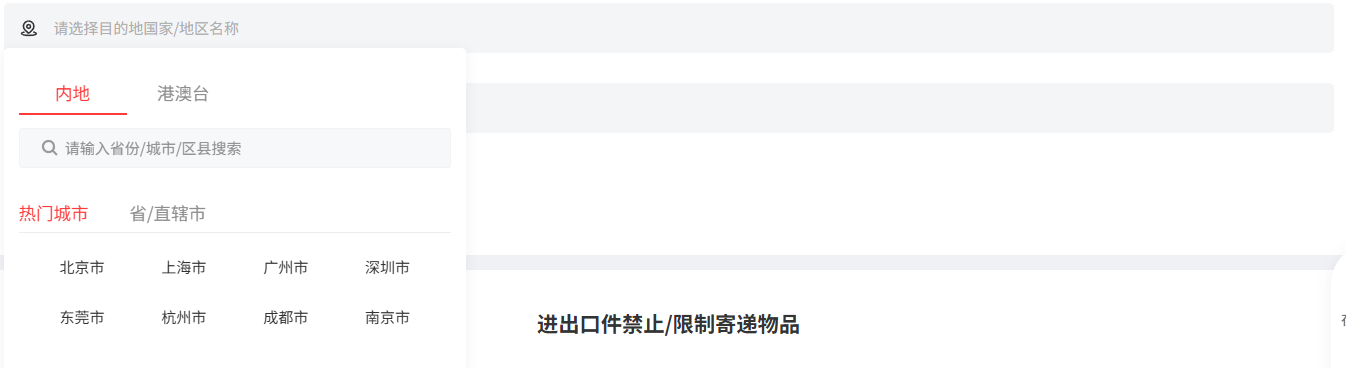 请选择目的地国家/地区名称
内地 港澳台
请输入省份/城市/区县搜索
热门城市 省/直辖市
北京市 上海市 广州市 深圳市
东莞市 杭州市 成都市 南京市
进出口件禁止/限制寄递物品